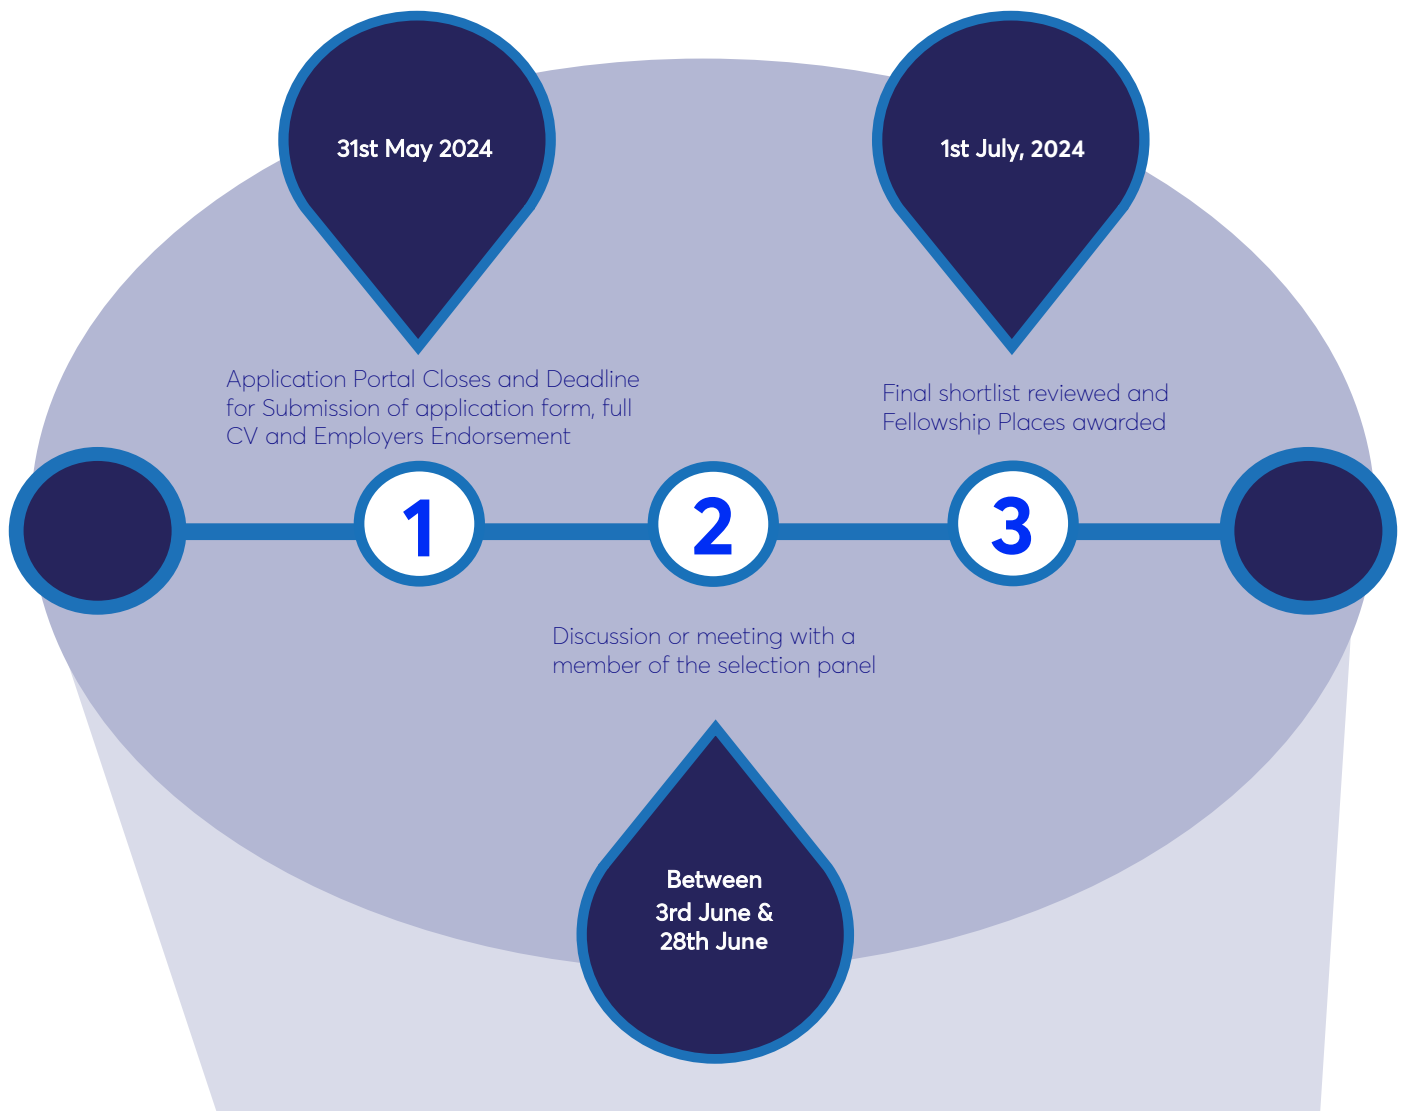 31st May 2024
1st July, 2024
Application Portal Closes and Deadline
for Submission of application form, full
CV and Employers Endorsement
Final shortlist reviewed and
Fellowship Places awarded
1
2
3
Discussion or meeting with a
member of the selection panel
Between
3rd June &
28th June